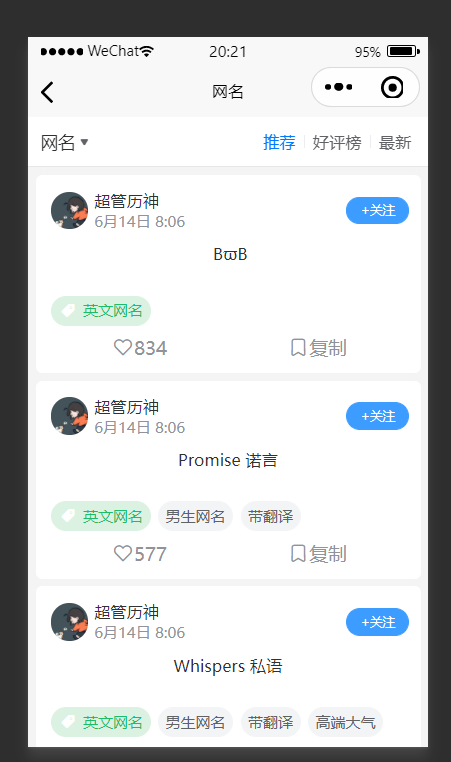 WeChat 20:21 95%
网名
网名 推荐 好评榜 最新
超管历神
6月14日 8:06
+关注
BϖB
英文网名
834 复制
超管历神
6月14日 8:06
+关注
Promise 诺言
英文网名 男生网名 带翻译
577 复制
超管历神
6月14日 8:06
+关注
Whispers 私语
英文网名 男生网名 带翻译 高端大气